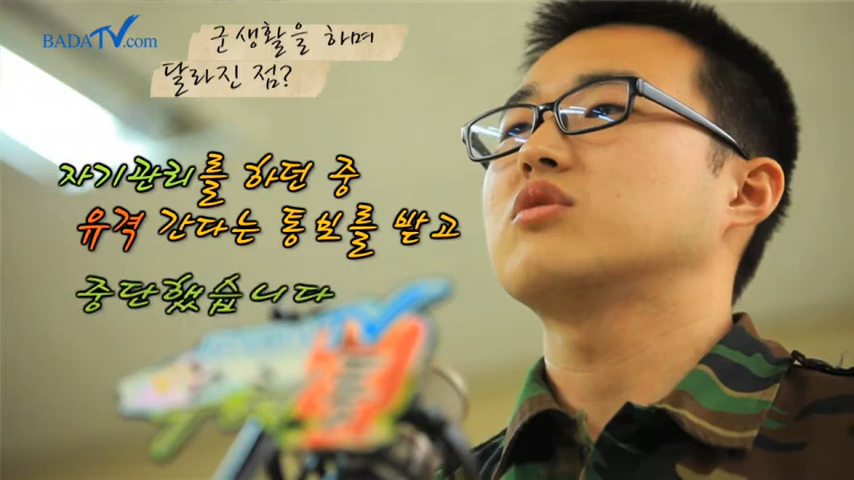 BADATV.com
군생활을 하며
달라진 점?
자기관리를 하던 중
유격 간다는 통보를 받고
중단했습니다